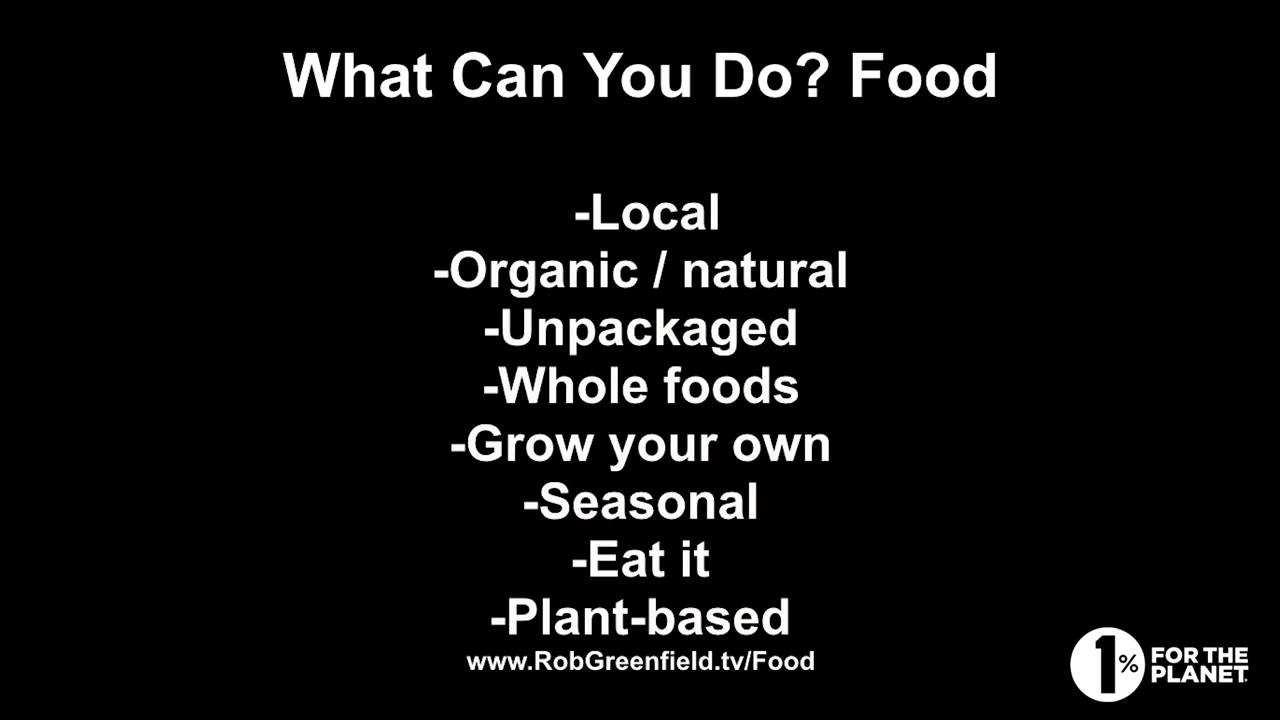 What Can You Do? Food
-Local
-Organic / natural
-Unpackaged
-Whole foods
-Grow your own
-Seasonal
-Eat it
-Plant-based
www.RobGreenfield.tv/Food
1% FOR THE
PLANET.